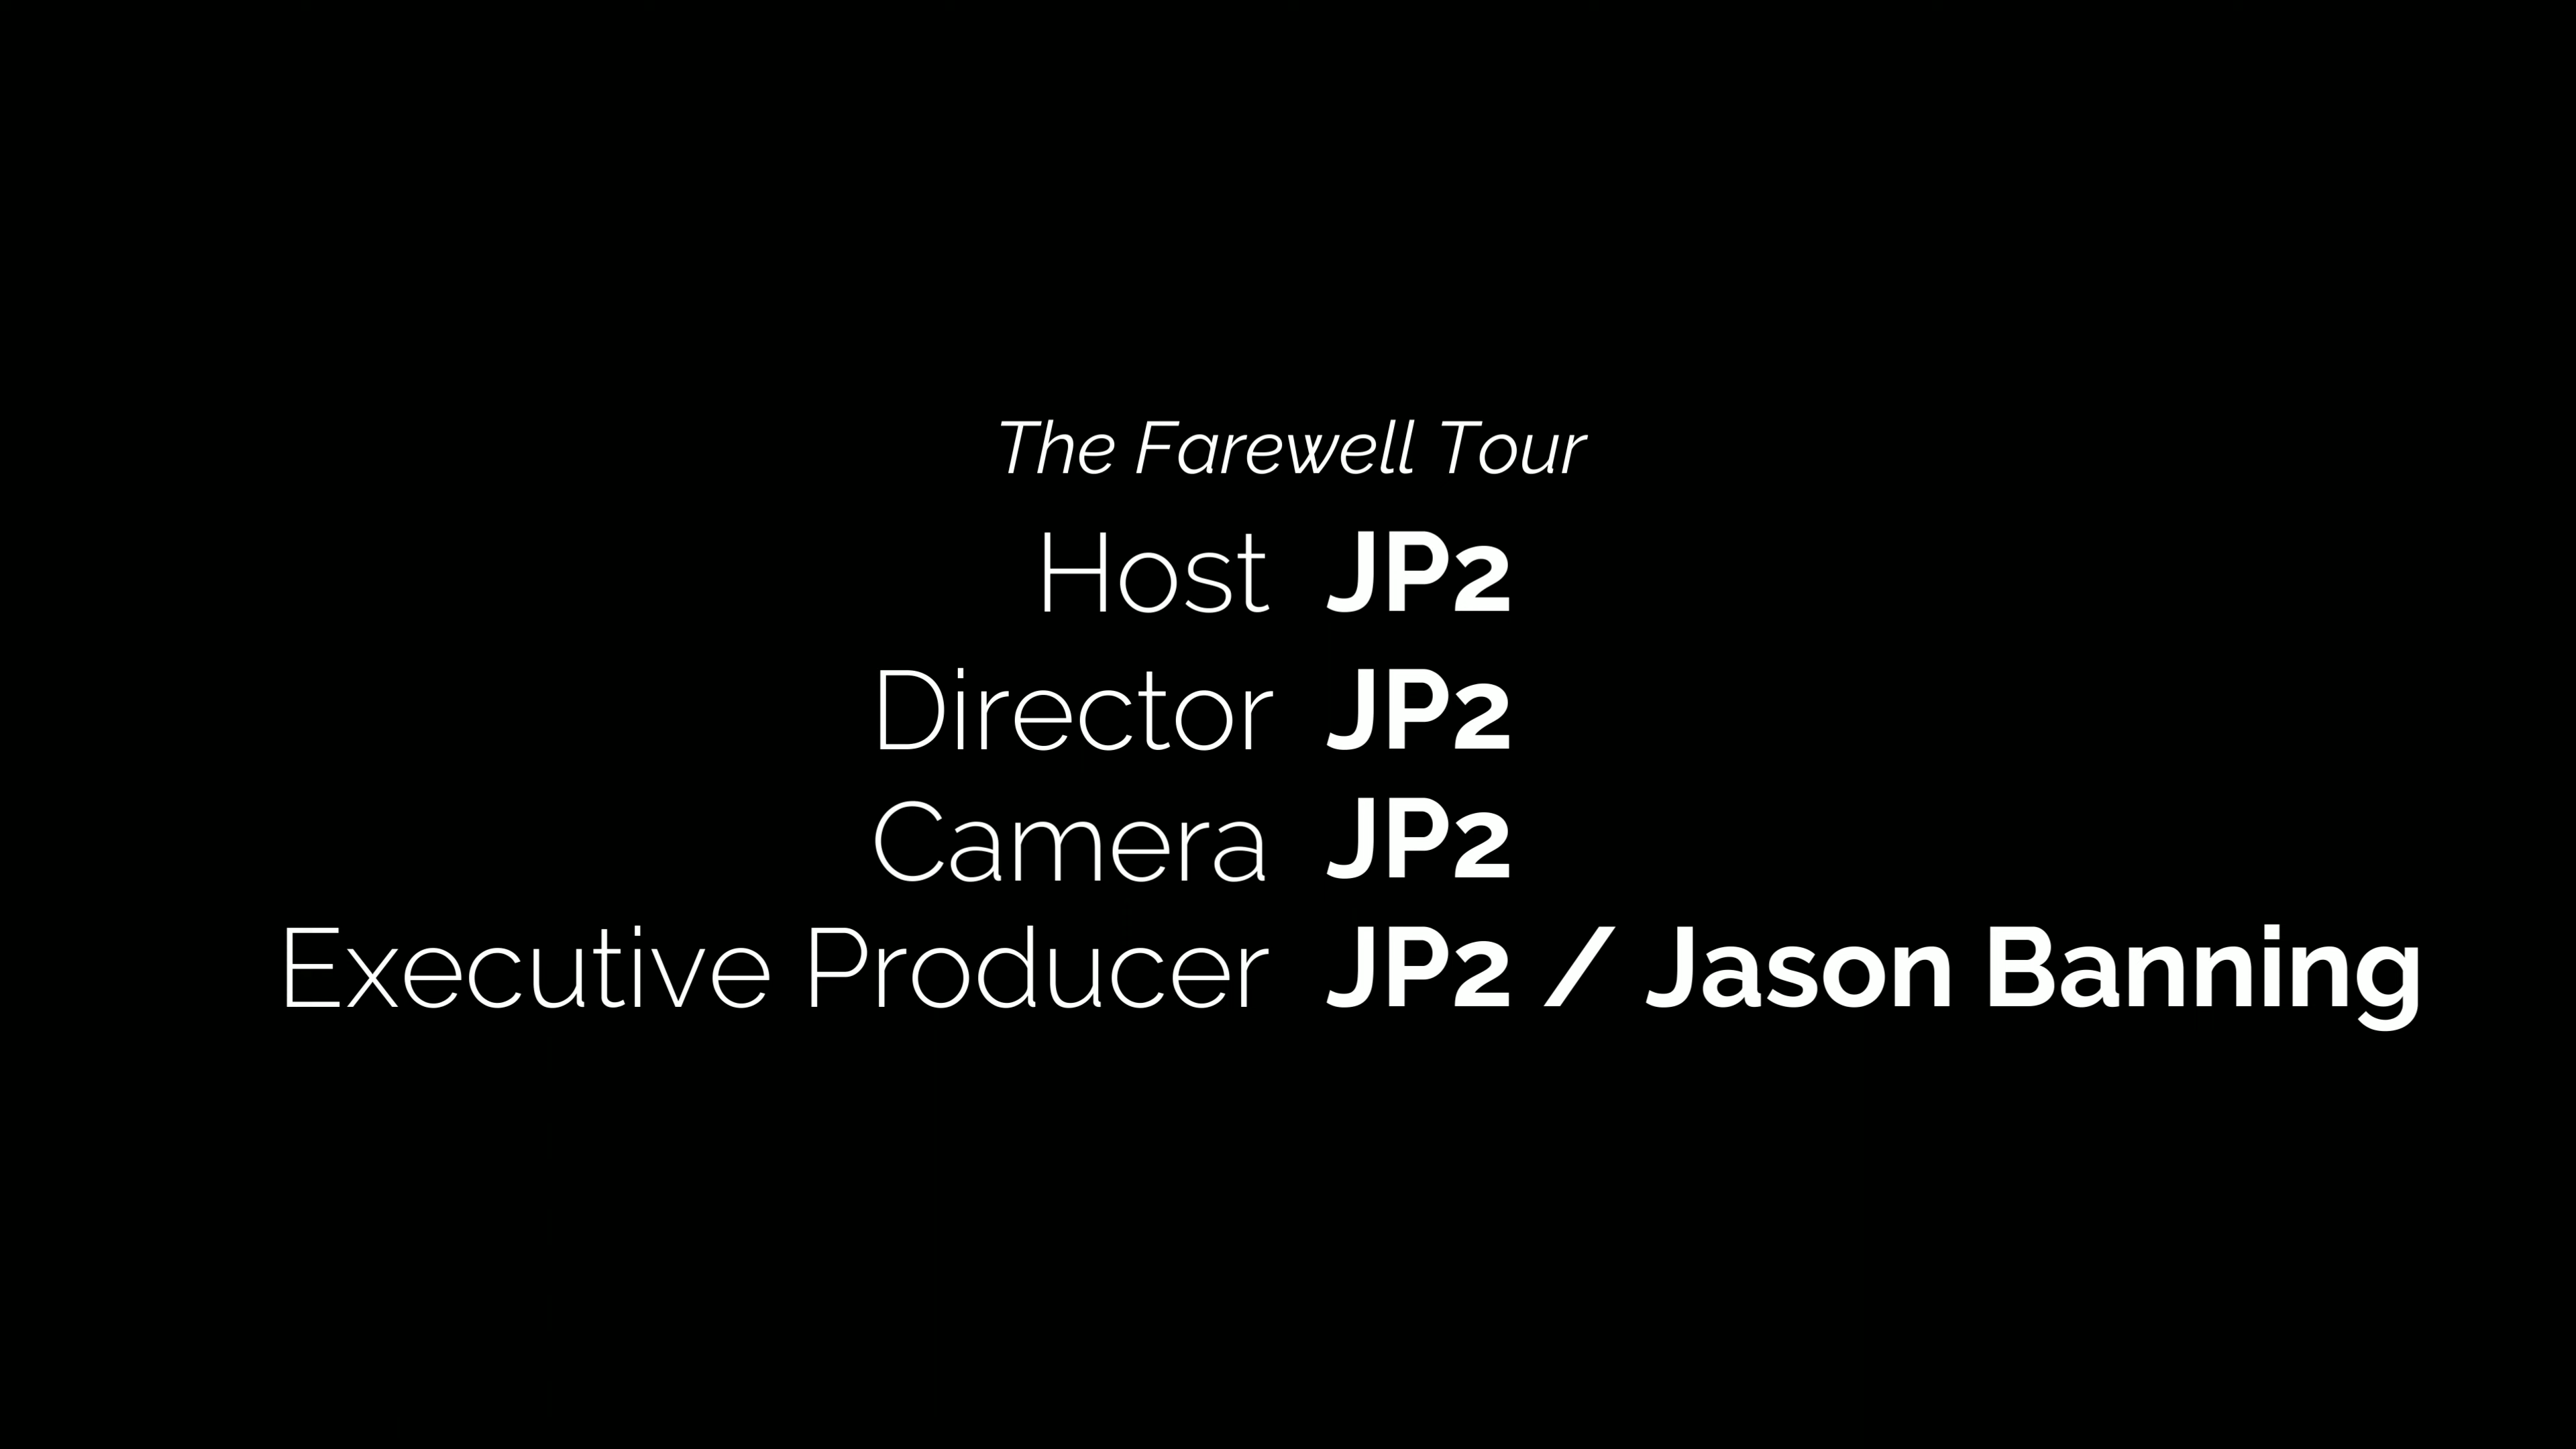 The Farewell Tour
Host JP2
Director JP2
Camera JP2
Executive Producer JP2 / Jason Banning